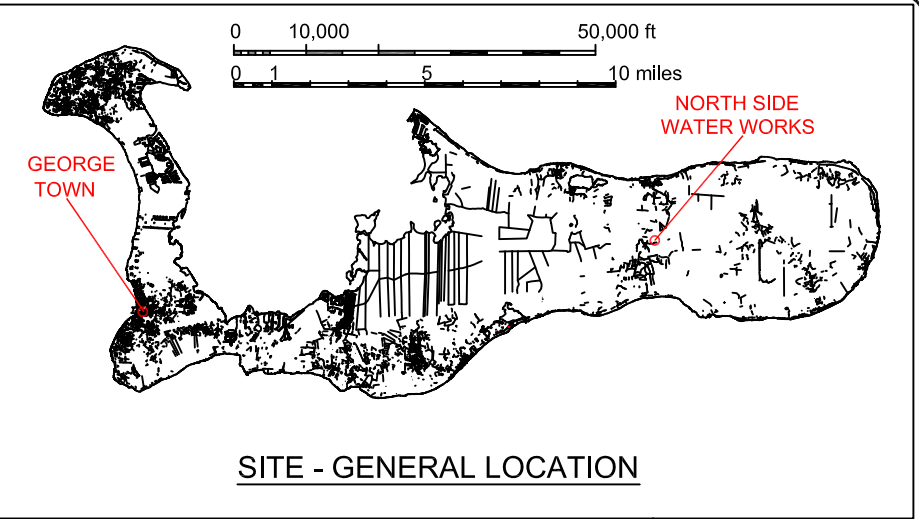 0 10,000 50,000 ft
0 1 5 10 miles
NORTH SIDE
WATER WORKS
GEORGE
TOWN
SITE - GENERAL LOCATION